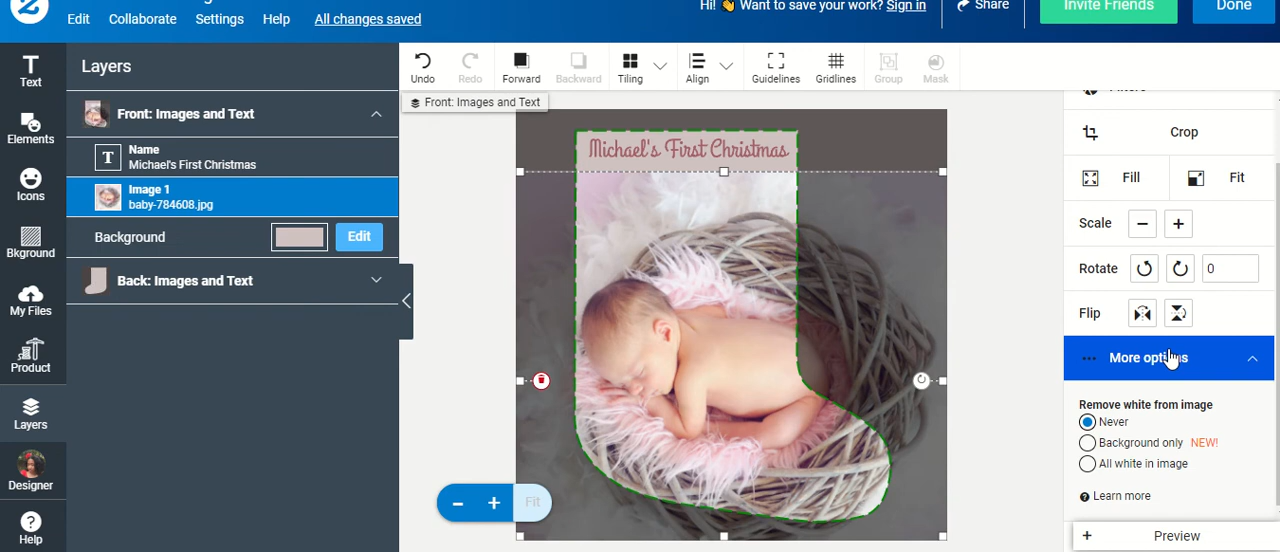 Hi! 👋 Want to save your work? Sign in
Share
Invite Friends
Done
Edit Collaborate Settings Help All changes saved
Text
Elements
Icons
Bkground
My Files
Product
Layers
Designer
Help
Layers
Front: Images and Text
T
Name
Michael's First Christmas
Image 1
baby-784608.jpg
Background
Edit
Back: Images and Text
Undo
Redo
Forward
Backward
Tiling
Align
Guidelines
Gridlines
Group
Mask
Front: Images and Text
Michael's First Christmas
Fit
Filters
Crop
Fill
Fit
Scale
Rotate
0
Flip
More options
Remove white from image
Never
Background only NEW!
All white in image
Learn more
Preview